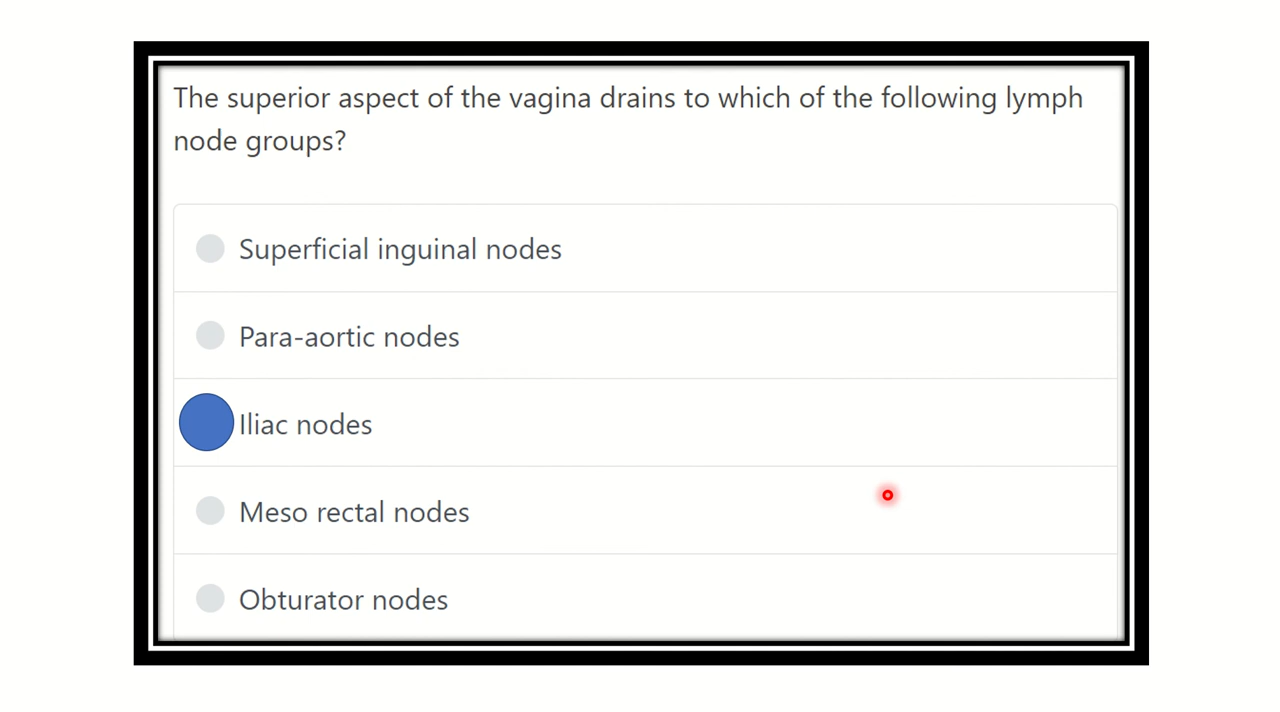 The superior aspect of the vagina drains to which of the following lymph
node groups?
Superficial inguinal nodes
Para-aortic nodes
Iliac nodes
Meso rectal nodes
Obturator nodes